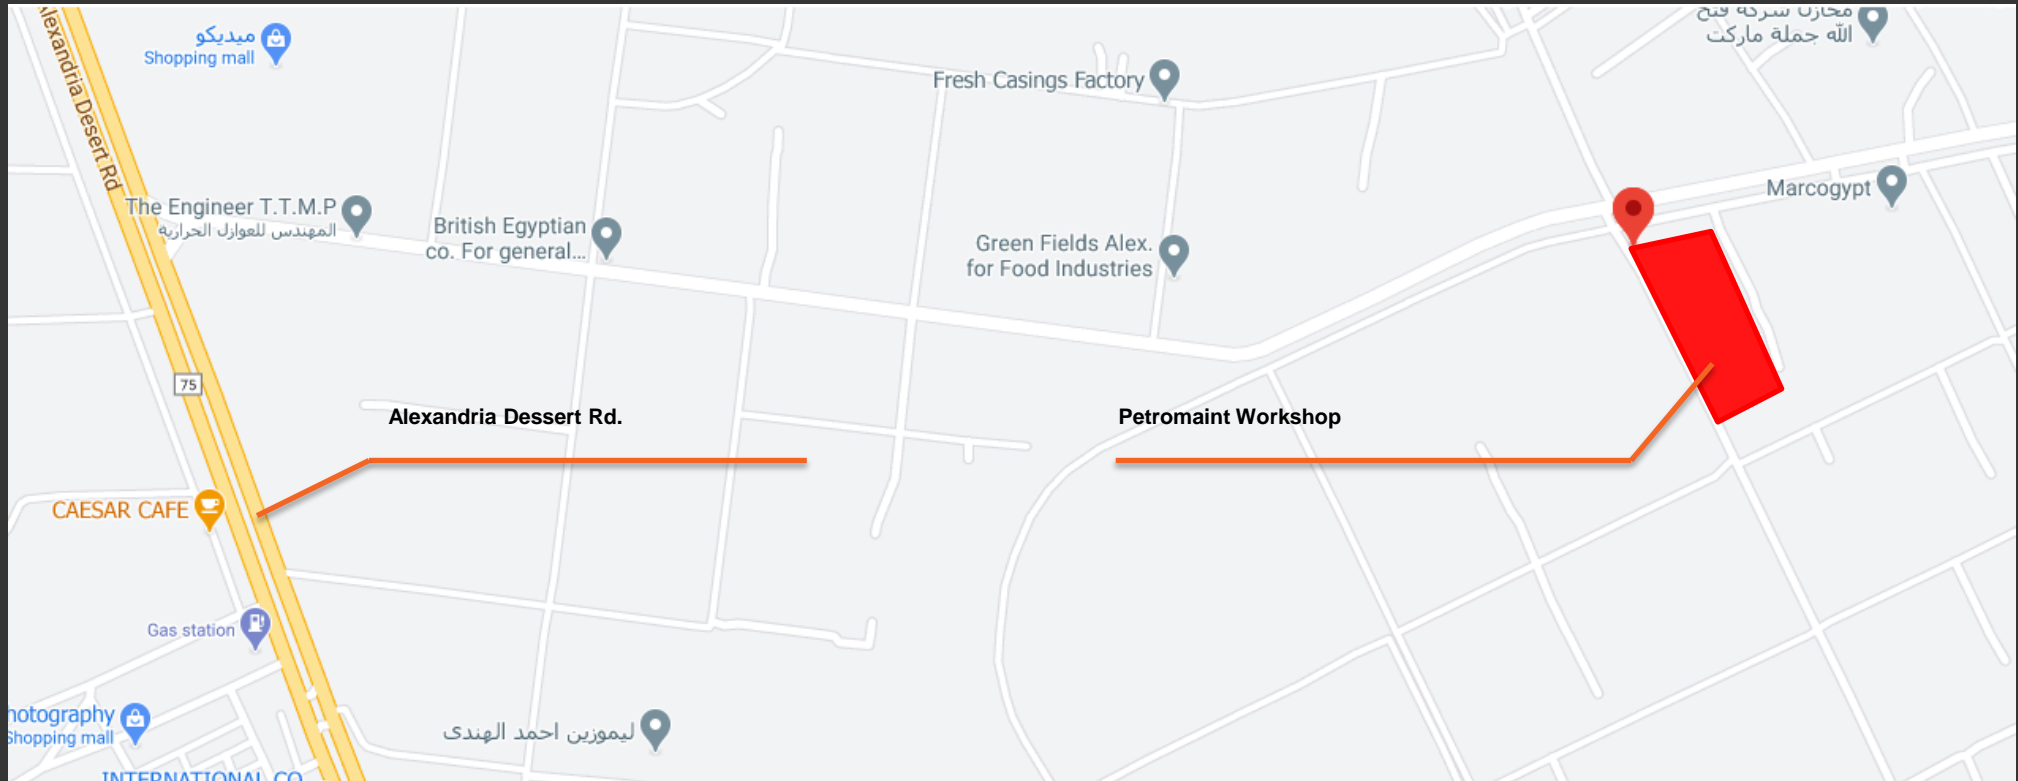 Alexandria Desert Rd
ميديكو
Shopping mall
Fresh Casings Factory
مخازن شركة فتح
الله جملة ماركت
Marcogypt
The Engineer T.T.M.P
المهندس للعوازل الحرارية
British Egyptian
co. For general...
Green Fields Alex.
for Food Industries
75
Alexandria Dessert Rd.
Petromaint Workshop
CAESAR CAFE
Gas station
hotography
Shopping mall
ليموزين احمد الهندى
INTERNATIONAL CO